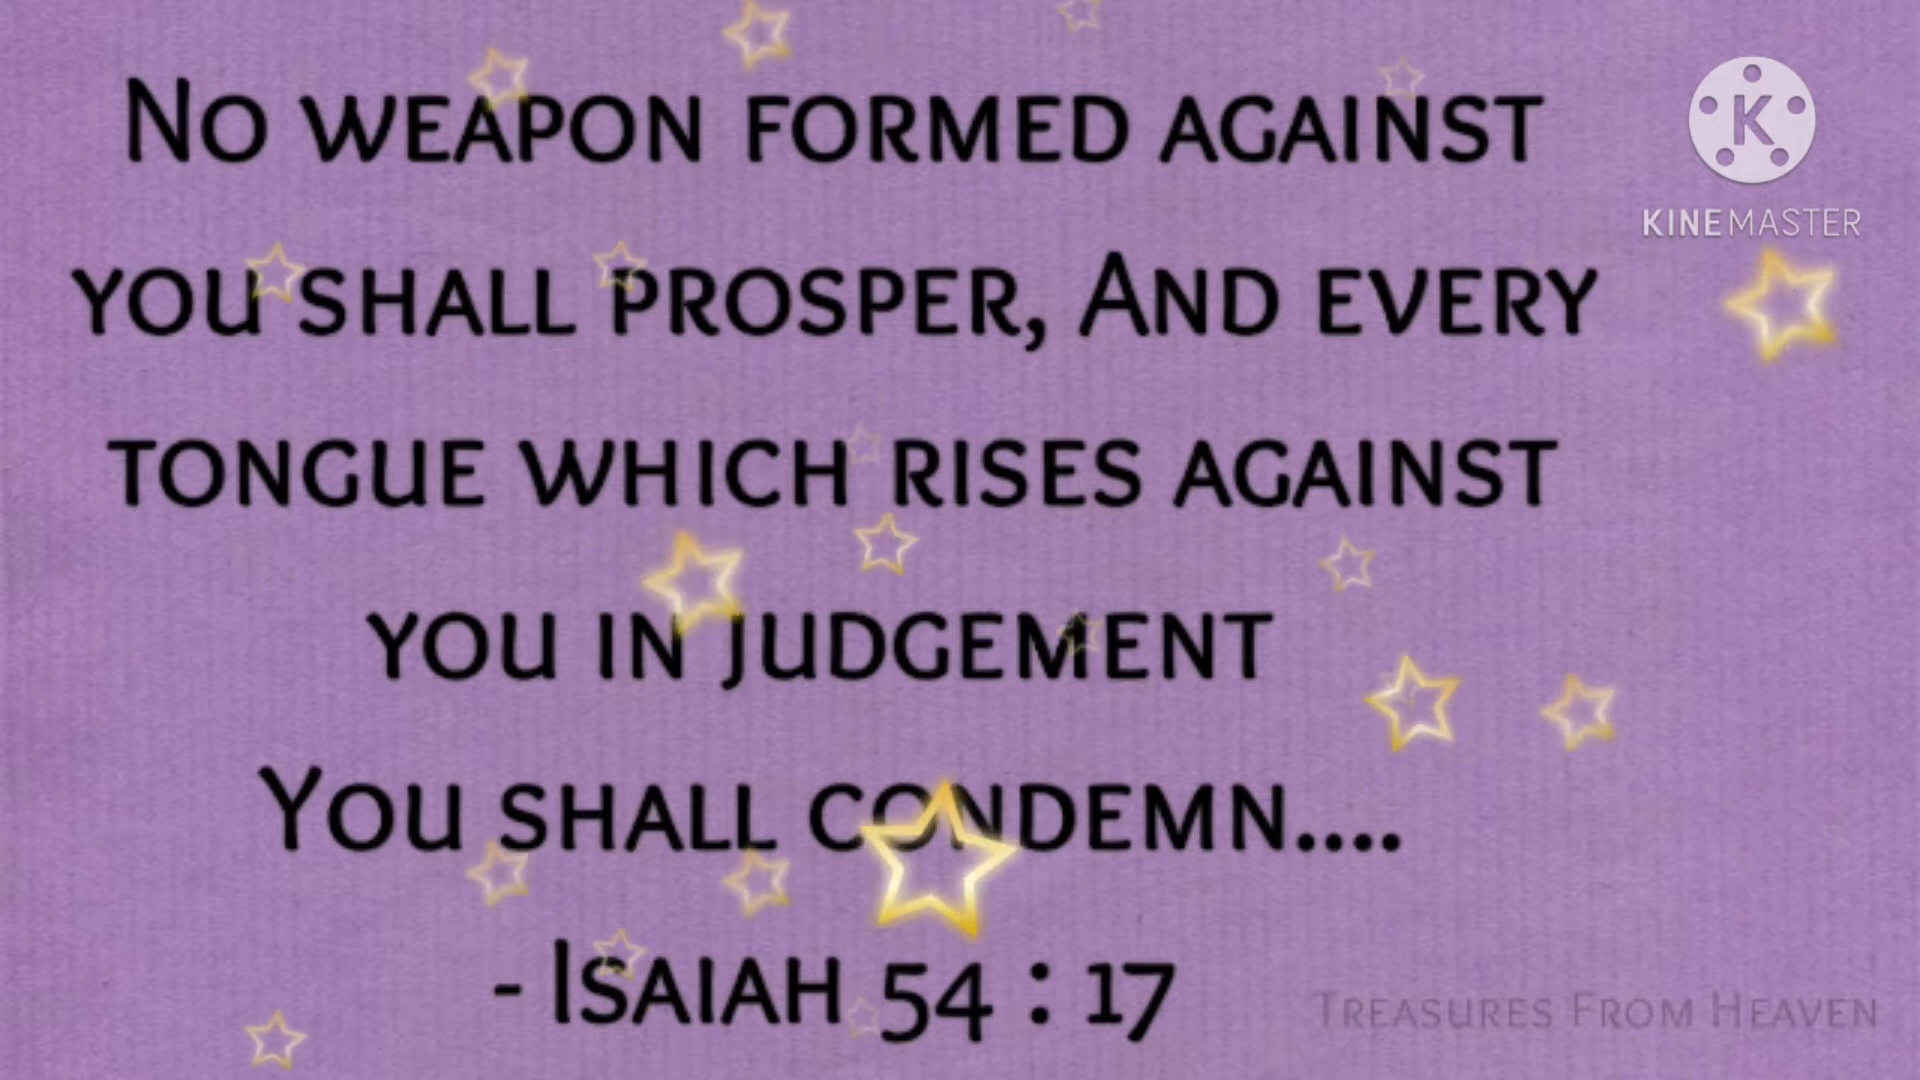 No weapon formed against
you shall prosper, And every
tongue which rises against
you in judgement
You shall condemn....
- Isaiah 54 : 17
K
KINEMASTER
Treasures From Heaven